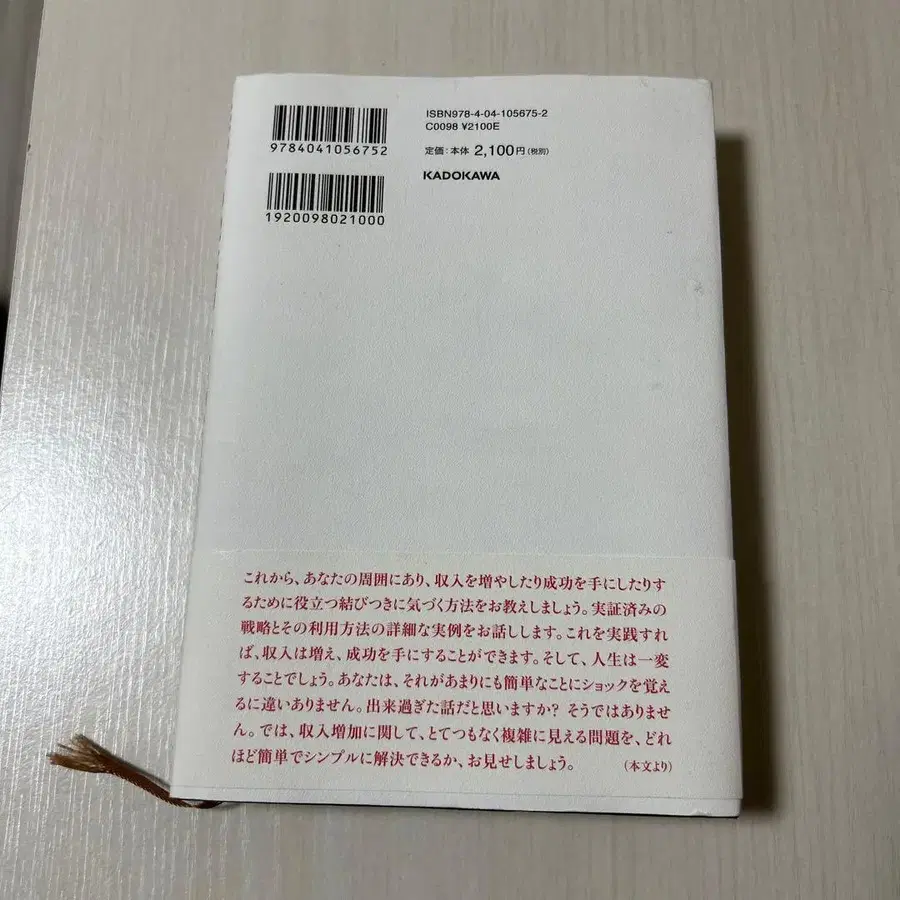 9784041056752
1920098021000
ISBN978-4-04-105675-2
C0098 ¥2100E
定価:本体2,100円(税別)
KADOKAWA
これから、あなたの周囲にあり、収入を増やしたり成功を手にしたりす
るために役立つ結びつきに気づく方法をお教えしましょう。実証済みの
戦略とその利用方法の詳細な実例をお話しします。これを実践すれ
ば、収入は増え、成功を手にすることができます。そして、人生は一変
することでしょう。あなたは、それがあまりにも簡単なことにショックを覚え
るに違いありません。出来過ぎた話だと思いますか? そうではありませ
ん。では、収入増加に関して、とてつもなく複雑に見える問題を、どれ
ほど簡単でシンプルに解決できるか、お見せしましょう。 (本文より)